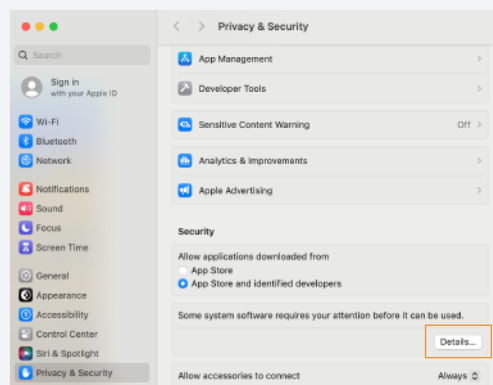 Privacy & Security
Search
Sign in
with your Apple ID
Wi-Fi
Bluetooth
Network
Notifications
Sound
Focus
Screen Time
General
Appearance
Accessibility
Control Center
Siri & Spotlight
Privacy & Security
App Management
Developer Tools
Sensitive Content Warning
Off
Analytics & Improvements
Apple Advertising
Security
Allow applications downloaded from
App Store
App Store and identified developers
Some system software requires your attention before it can be used.
Details...
Allow accessories to connect
Always